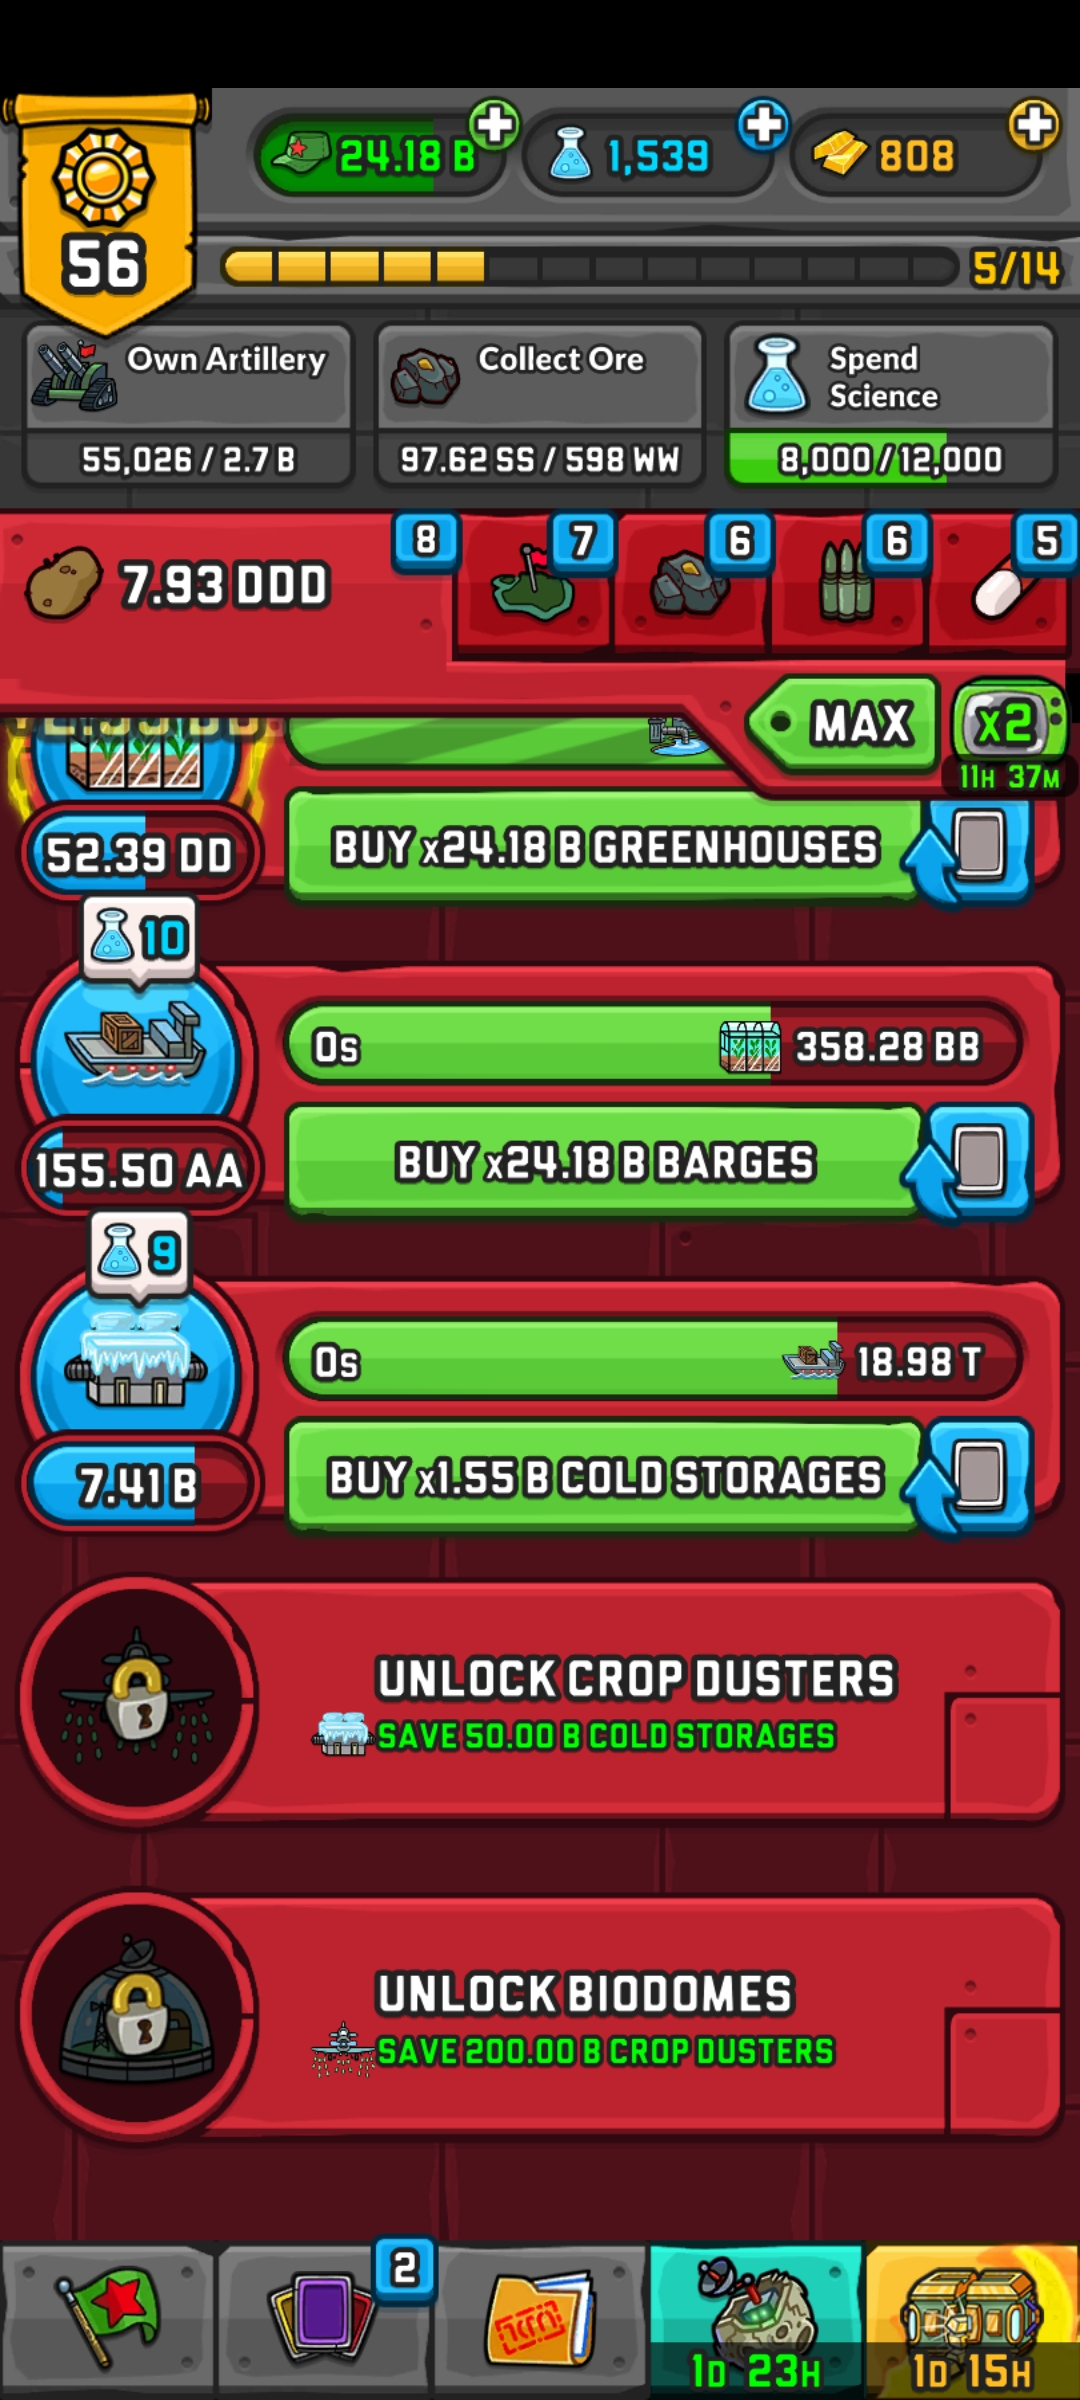 24.18 B
1,539
808
56
5/14
Own Artillery
55,026 / 2.7 B
Collect Ore
97.62 SS / 598 WW
Spend
Science
8,000 / 12,000
7.93 DDD
8
7
6
6
5
MAX
x2
11H 37M
52.39 DD
BUY x24.18 B GREENHOUSES
10
0s
358.28 BB
155.50 AA
BUY x24.18 B BARGES
9
0s
18.98 T
7.41 B
BUY x1.55 B COLD STORAGES
UNLOCK CROP DUSTERS
SAVE 50.00 B COLD STORAGES
UNLOCK BIODOMES
SAVE 200.00 B CROP DUSTERS
2
1D 23H
1D 15H